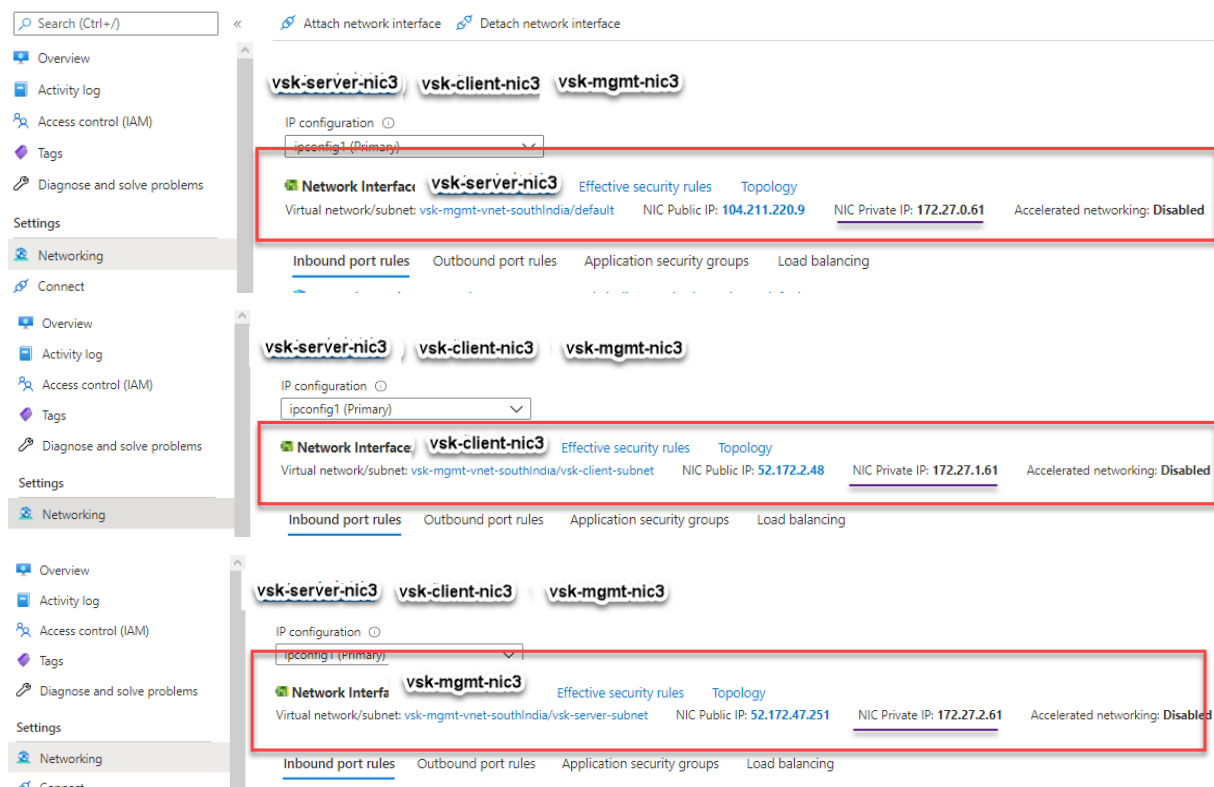 Search (Ctrl+/) « Attach network interface Detach network interface
Overview
Activity log
Access control (IAM)
Tags
Diagnose and solve problems
Settings
Networking
Connect
vsk-server-nic3 vsk-client-nic3 vsk-mgmt-nic3
IP configuration
ipconfig1 (Primary)
Network Interface vsk-server-nic3 Effective security rules Topology
Virtual network/subnet: vsk-mgmt-vnet-southIndia/default NIC Public IP: 104.211.220.9 NIC Private IP: 172.27.0.61 Accelerated networking: Disabled
Inbound port rules Outbound port rules Application security groups Load balancing
Overview
Activity log
Access control (IAM)
Tags
Diagnose and solve problems
Settings
Networking
vsk-server-nic3 vsk-client-nic3 vsk-mgmt-nic3
IP configuration
ipconfig1 (Primary)
Network Interface: vsk-client-nic3 Effective security rules Topology
Virtual network/subnet: vsk-mgmt-vnet-southIndia/vsk-client-subnet NIC Public IP: 52.172.2.48 NIC Private IP: 172.27.1.61 Accelerated networking: Disabled
Inbound port rules Outbound port rules Application security groups Load balancing
Overview
Activity log
Access control (IAM)
Tags
Diagnose and solve problems
Settings
Networking
Connect
vsk-server-nic3 vsk-client-nic3 vsk-mgmt-nic3
IP configuration
ipconfig1 (Primary)
Network Interfa vsk-mgmt-nic3 Effective security rules Topology
Virtual network/subnet: vsk-mgmt-vnet-southIndia/vsk-server-subnet NIC Public IP: 52.172.47.251 NIC Private IP: 172.27.2.61 Accelerated networking: Disabled
Inbound port rules Outbound port rules Application security groups Load balancing